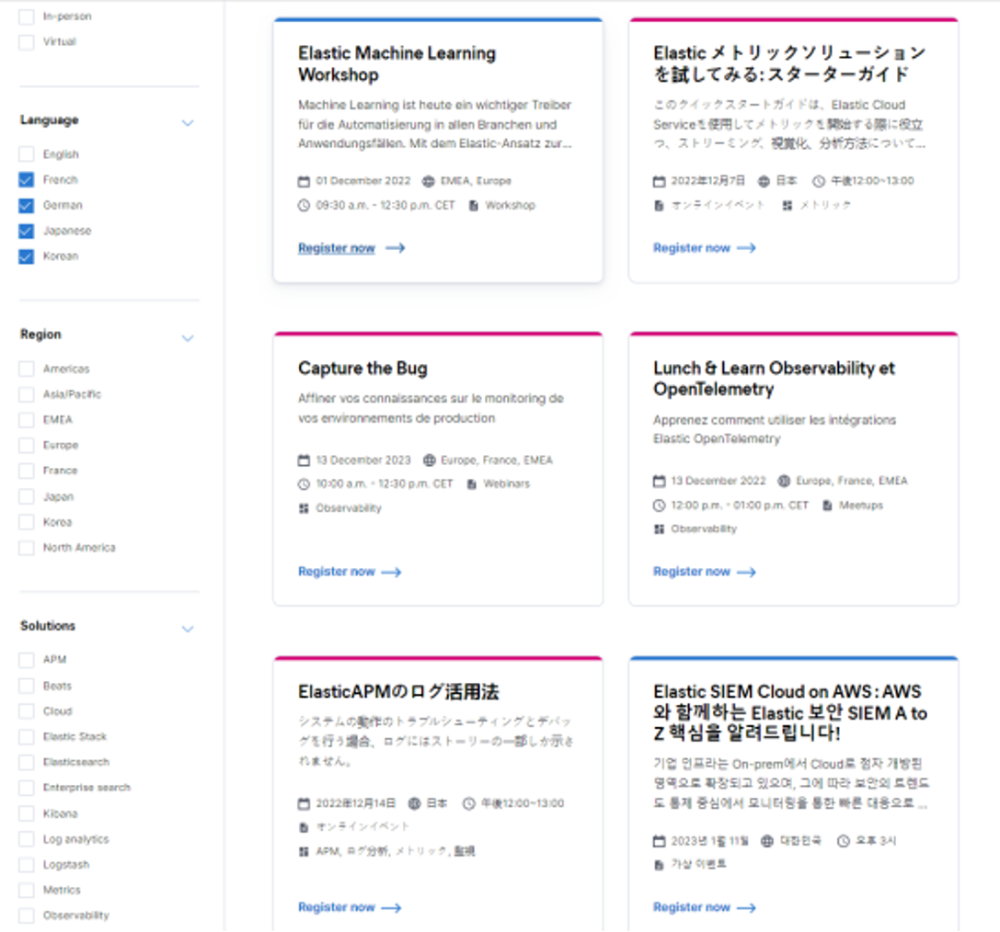 In-person
Virtual
Language
English
French
German
Japanese
Korean
Region
Americas
Asia/Pacific
EMEA
Europe
France
Japan
Korea
North America
Solutions
APM
Beats
Cloud
Elastic Stack
Elasticsearch
Enterprise search
Kibana
Log analytics
Logstash
Metrics
Observability
Elastic Machine Learning
Workshop
Machine Learning ist heute ein wichtiger Treiber
für die Automatisierung in allen Branchen und
Anwendungsfällen. Mit dem Elastic-Ansatz zur...
01 December 2022 EMEA, Europe
09:30 a.m. - 12:30 p.m. CET Workshop
Register now
Elastic メトリックソリューション
を試してみる: スターターガイド
このクイックスタートガイドは、Elastic Cloud
Serviceを使用してメトリックを開始する際に役立
つ、ストリーミング、視覚化、分析方法について...
2022年12月7日 日本 午後12:00~13:00
オンラインイベント メトリック
Register now
Capture the Bug
Affiner vos connaissances sur le monitoring de
vos environnements de production
13 December 2023 Europe, France, EMEA
10:00 a.m. - 12:30 p.m. CET Webinars
Observability
Register now
Lunch & Learn Observability et
OpenTelemetry
Apprenez comment utiliser les intégrations
Elastic OpenTelemetry
13 December 2022 Europe, France, EMEA
12:00 p.m. - 01:00 p.m. CET Meetups
Observability
Register now
ElasticAPMのログ活用法
システムの動作のトラブルシューティングとデバッ
グを行う場合、ログにはストーリーの一部しか示さ
れません。
2022年12月14日 日本 午後12:00~13:00
オンラインイベント
APM, ログ分析, メトリック, 監視
Register now
Elastic SIEM Cloud on AWS : AWS
와 함께하는 Elastic 보안 SIEM A to
Z 핵심을 알려드립니다!
기업 인프라는 On-prem에서 Cloud로 점차 개방된
영역으로 확장되고 있으며, 그에 따라 보안의 트렌드
도 통제 중심에서 모니터링을 통한 빠른 대응으로 ...
2023년 1월 11일 대한민국 오후 3시
가상 이벤트
Register now